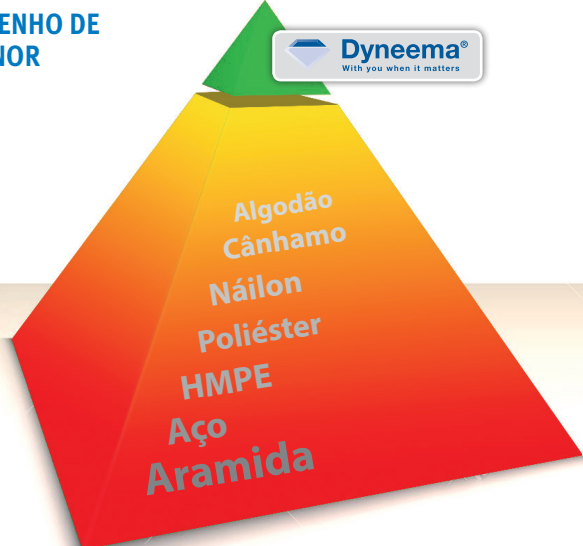 ENHO DE
NOR
Dyneema®
With you when it matters
Algodão
Cânhamo
Náilon
Poliéster
HMPE
Aço
Aramida